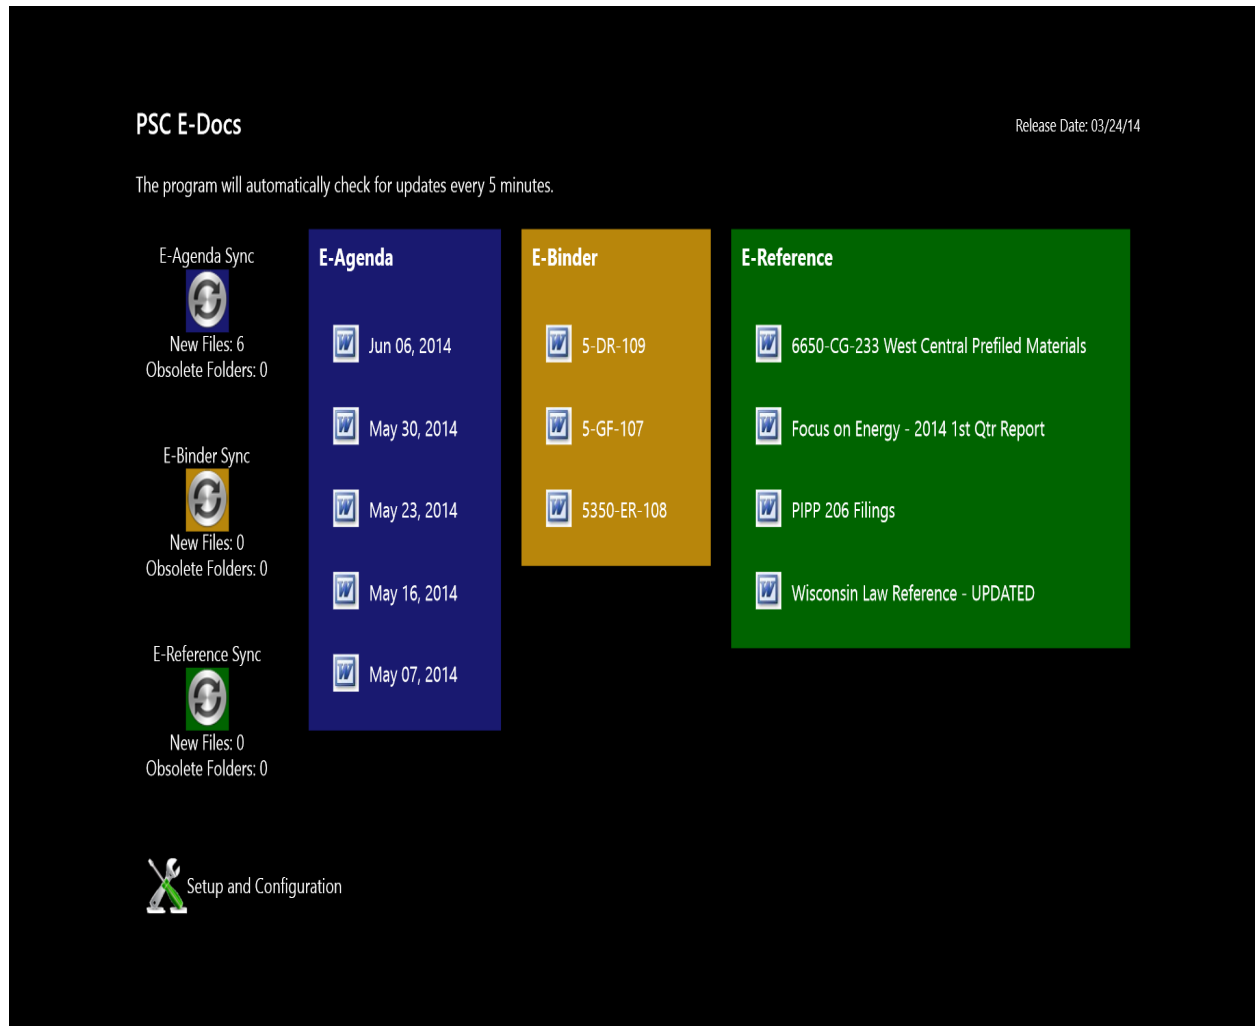 PSC E-Docs
Release Date: 03/24/14
The program will automatically check for updates every 5 minutes.
E-Agenda Sync
New Files: 6
Obsolete Folders: 0
E-Binder Sync
New Files: 0
Obsolete Folders: 0
E-Reference Sync
New Files: 0
Obsolete Folders: 0
E-Agenda
Jun 06, 2014
May 30, 2014
May 23, 2014
May 16, 2014
May 07, 2014
E-Binder
5-DR-109
5-GF-107
5350-ER-108
E-Reference
6650-CG-233 West Central Prefiled Materials
Focus on Energy - 2014 1st Qtr Report
PIPP 206 Filings
Wisconsin Law Reference - UPDATED
Setup and Configuration